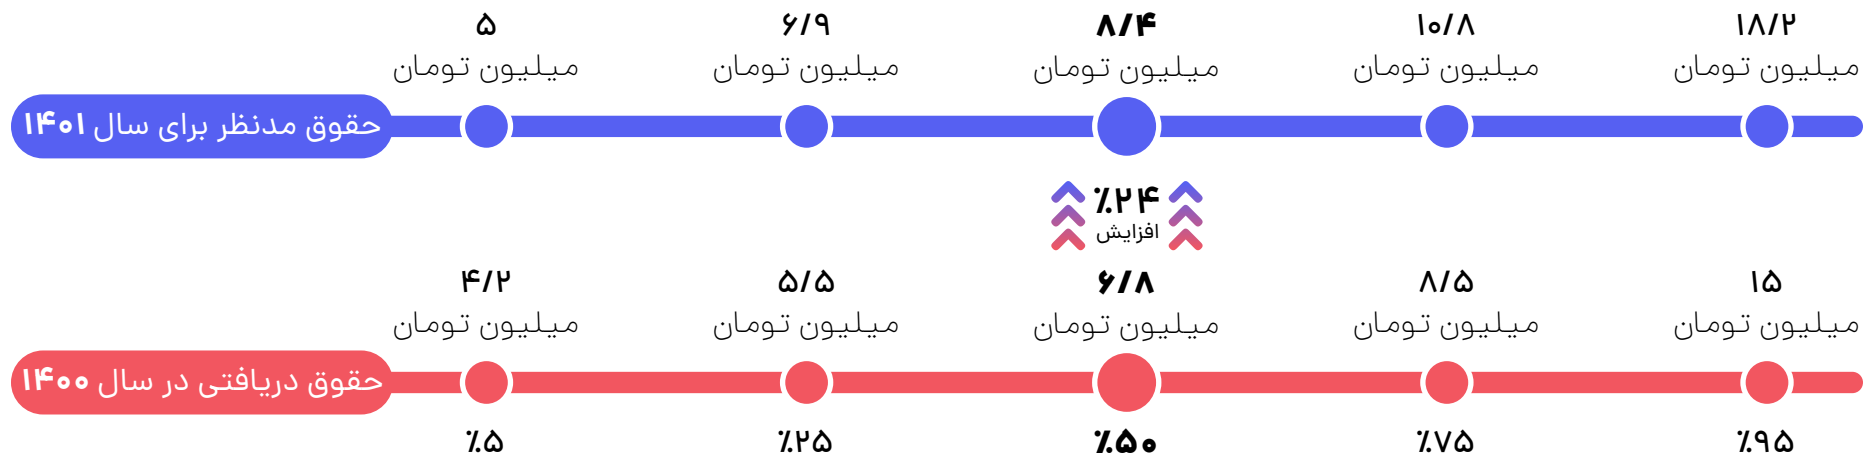 ۵
میلیون تومان
۶/۹
میلیون تومان
۸/۴
میلیون تومان
۱۰/۸
میلیون تومان
۱۸/۲
میلیون تومان
حقوق مدنظر برای سال ۱۴۰۱
٪۲۴
افزایش
۴/۲
میلیون تومان
۵/۵
میلیون تومان
۶/۸
میلیون تومان
۸/۵
میلیون تومان
۱۵
میلیون تومان
حقوق دریافتی در سال ۱۴۰۰
٪۵
٪۲۵
٪۵۰
٪۷۵
٪۹۵